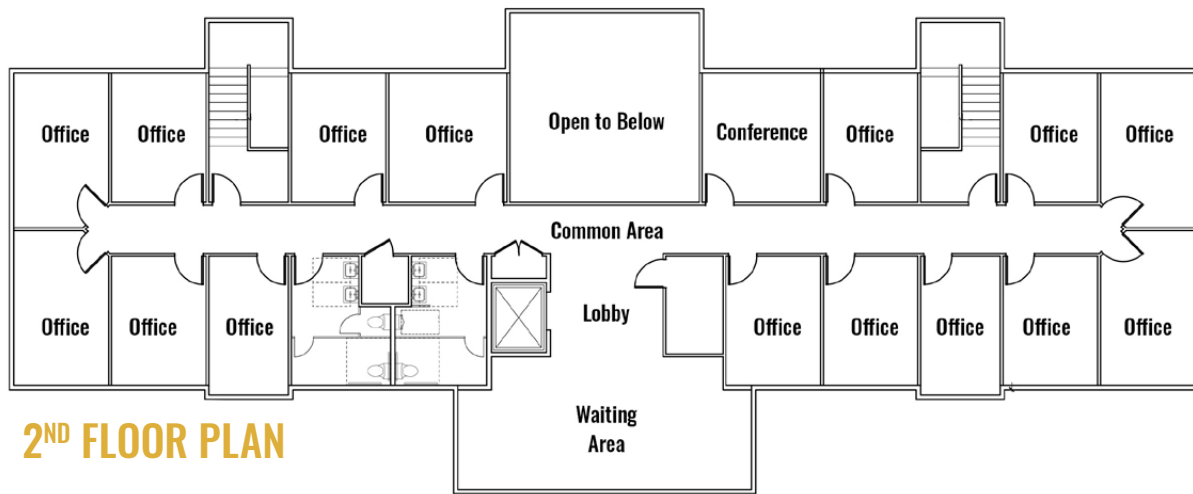 Office
Office
Office
Office
Open to Below
Conference
Office
Office
Office
Common Area
Lobby
Office
Office
Office
Office
Office
Office
Office
Office
Waiting
Area
2ND FLOOR PLAN